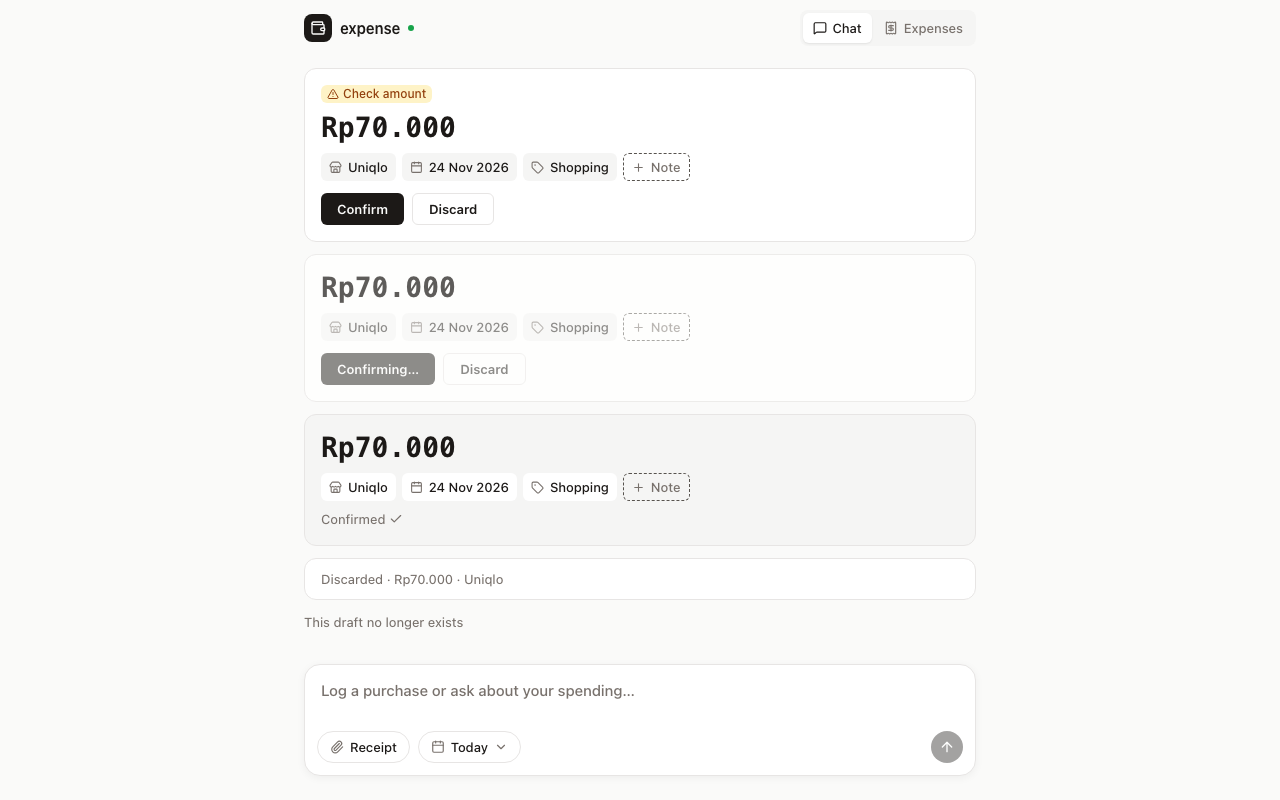 expense
Chat
Expenses
Check amount
Rp70.000
Uniqlo
24 Nov 2026
Shopping
Note
Confirm
Discard
Rp70.000
Uniqlo
24 Nov 2026
Shopping
Note
Confirming...
Discard
Rp70.000
Uniqlo
24 Nov 2026
Shopping
Note
Confirmed
Discarded · Rp70.000 · Uniqlo
This draft no longer exists
Log a purchase or ask about your spending...
Receipt
Today